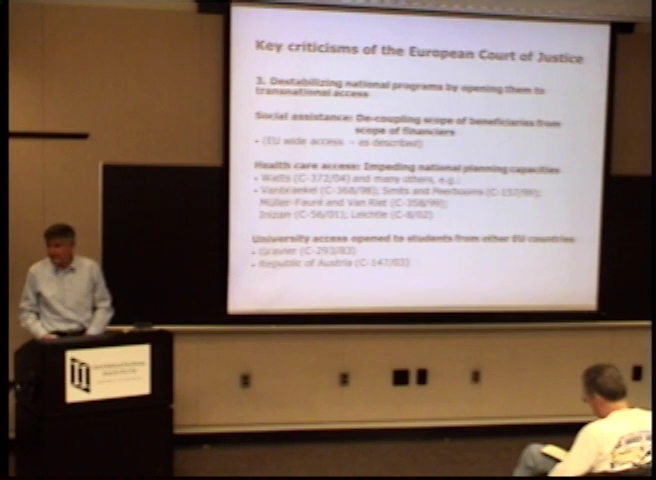 Key criticisms of the European Court of Justice
3. Destabilizing national programs by opening them to
transnational access
Social assistance: De-coupling scope of beneficiaries from
scope of financiers
- (EU wide access - as described)
Health care access: Impeding national planning capacities
- Watts (C-372/04) and many others, e.g.:
- Vanbraekel (C-368/98); Smits and Peerbooms (C-157/99);
Müller-Fauré and Van Riet (C-358/99);
Inizan (C-56/01); Leichtle (C-8/02)
University access opened to students from other EU countries
- Gravier (C-293/83)
- Republic of Austria (C-147/03)
INTERNATIONAL
INSTITUTE